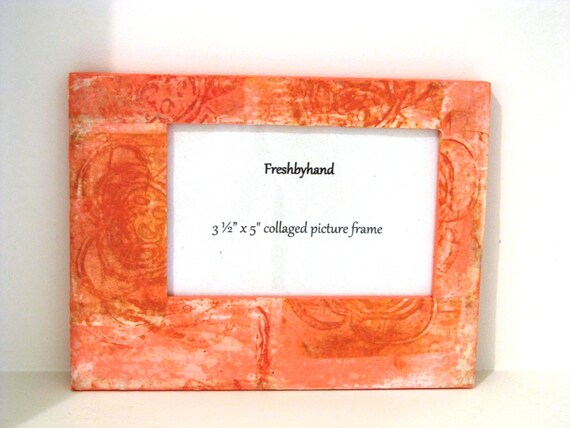 Freshbyhand
3 ½” x 5" collaged picture frame